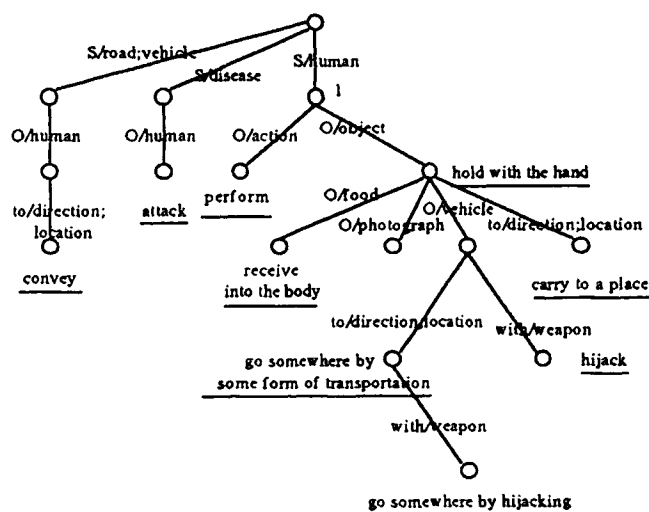 S/road;vehicle
S/disease
S/human
1
O/human
O/human
O/action
O/object
hold with the hand
to/direction;
location
attack
perform
O/food
O/photograph
O/vehicle
to/direction;location
convey
receive
into the body
carry to a place
to/direction;location
with/weapon
go somewhere by
some form of transportation
hijack
with/weapon
go somewhere by hijacking